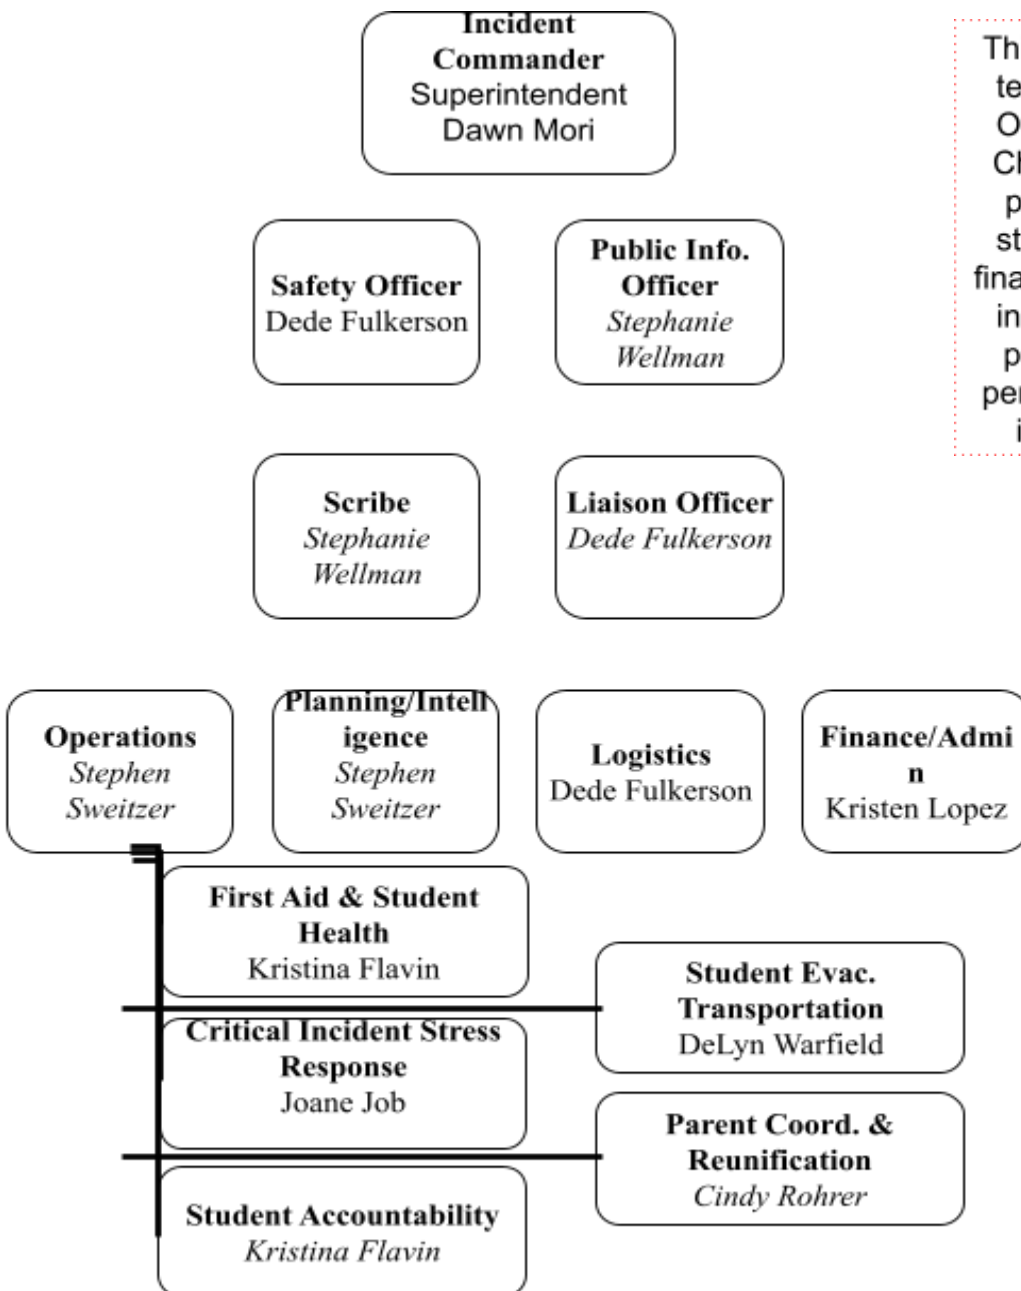 Incident
Commander
Superintendent
Dawn Mori
Safety Officer
Dede Fulkerson
Public Info.
Officer
Stephanie
Wellman
Scribe
Stephanie
Wellman
Liaison Officer
Dede Fulkerson
Operations
Stephen
Sweitzer
Planning/Intell
igence
Stephen
Sweitzer
Logistics
Dede Fulkerson
Finance/Admi
n
Kristen Lopez
First Aid & Student
Health
Kristina Flavin
Student Evac.
Transportation
DeLyn Warfield
Critical Incident Stress
Response
Joane Job
Parent Coord. &
Reunification
Cindy Rohrer
Student Accountability
Kristina Flavin